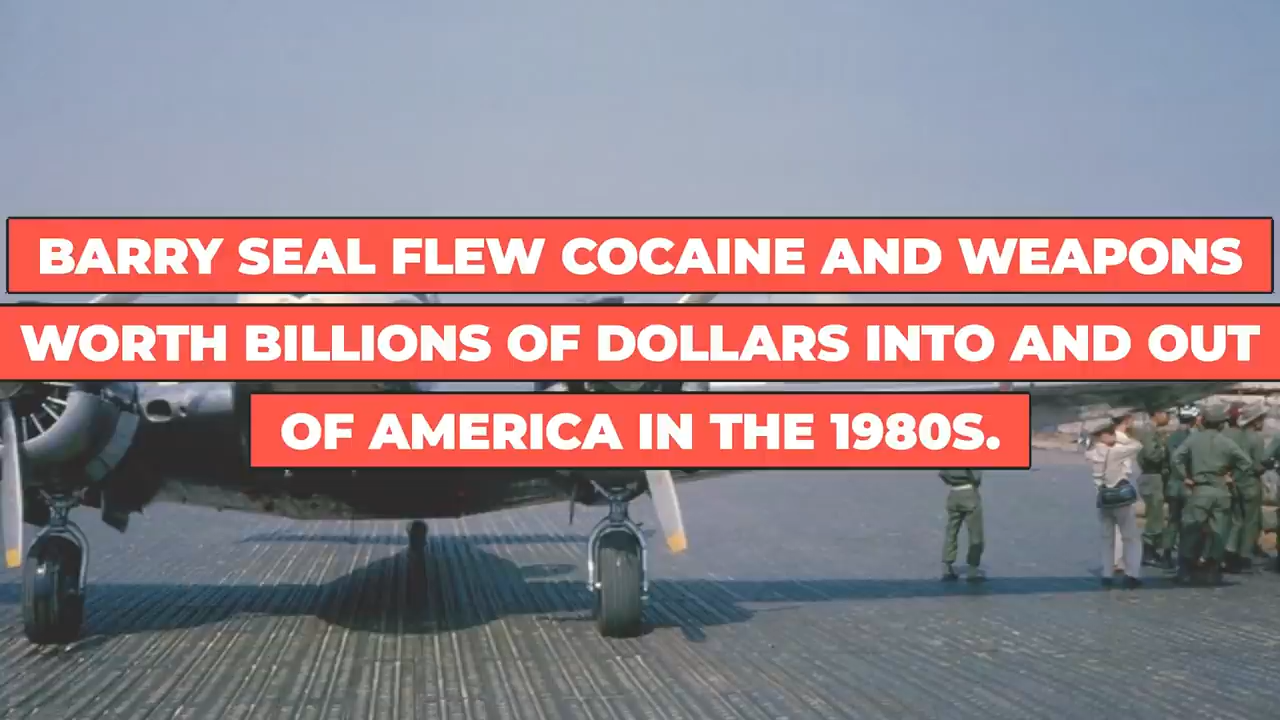 BARRY SEAL FLEW COCAINE AND WEAPONS
WORTH BILLIONS OF DOLLARS INTO AND OUT
OF AMERICA IN THE 1980S.